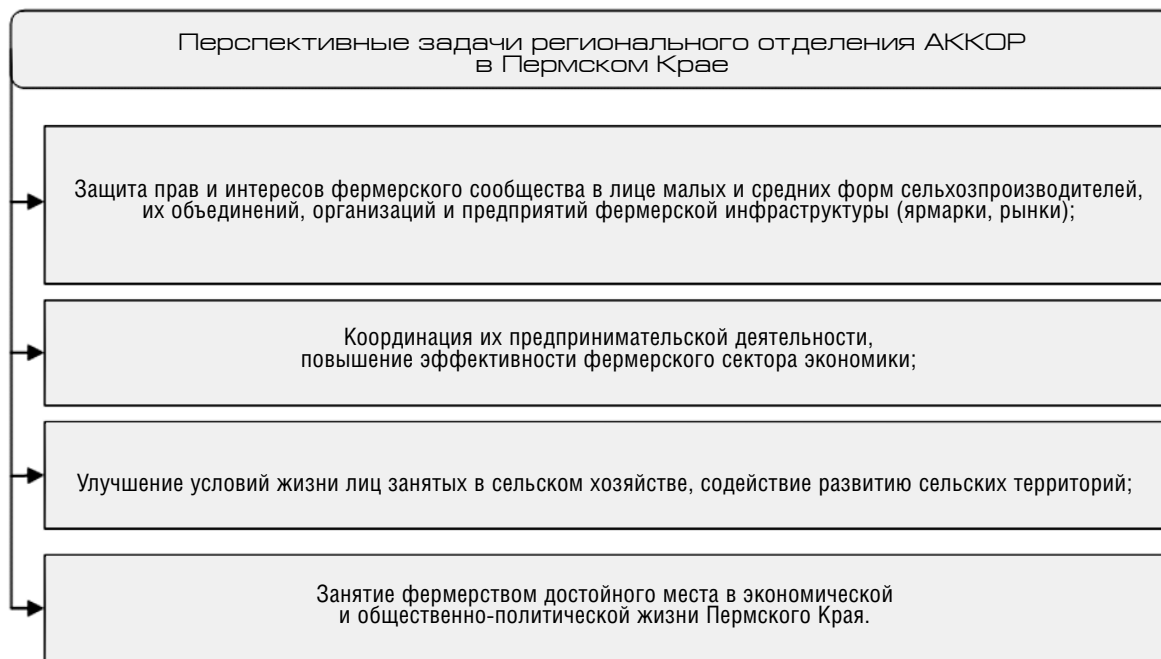 Перспективные задачи регионального отделения АККОР
в Пермском Крае
Защита прав и интересов фермерского сообщества в лице малых и средних форм сельхозпроизводителей,
их объединений, организаций и предприятий фермерской инфраструктуры (ярмарки, рынки);
Координация их предпринимательской деятельности,
повышение эффективности фермерского сектора экономики;
Улучшение условий жизни лиц занятых в сельском хозяйстве, содействие развитию сельских территорий;
Занятие фермерством достойного места в экономической
и общественно-политической жизни Пермского Края.